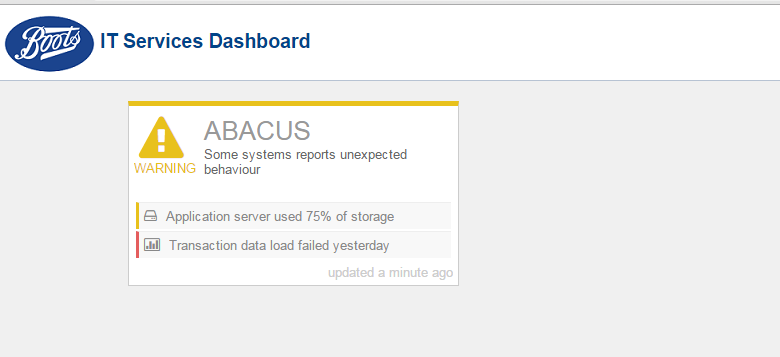 Boots
IT Services Dashboard
ABACUS
Some systems reports unexpected
behaviour
WARNING
Application server used 75% of storage
Transaction data load failed yesterday
updated a minute ago